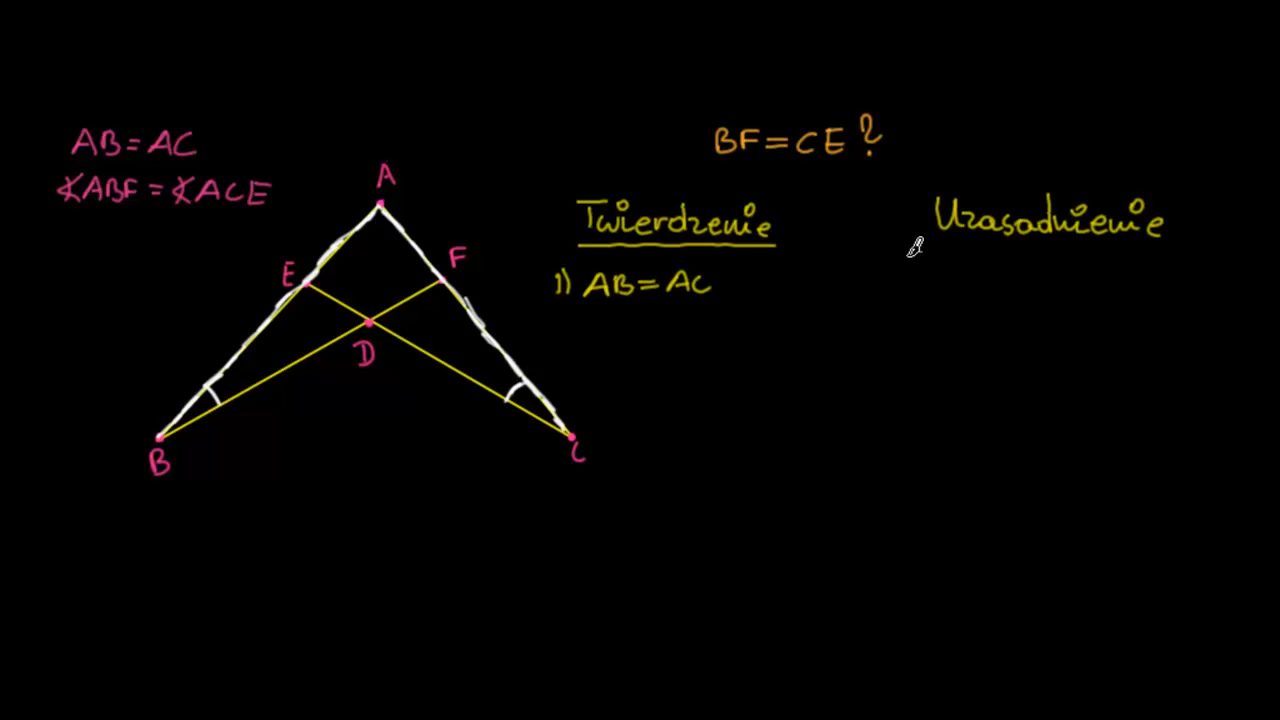 AB = AC
∢ABF = ∢ACE
BF = CE ?
A
E
F
D
B
C
Twierdzenie
Uzasadnienie
1) AB = AC